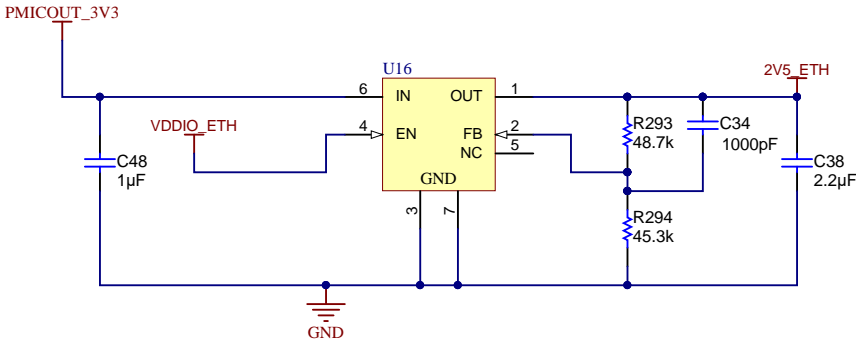 PMICOUT_3V3
U16
2V5_ETH
6
IN
OUT
1
VDDIO_ETH
4
EN
FB
2
NC
5
GND
3
7
C48
1µF
R293
48.7k
C34
1000pF
C38
2.2µF
R294
45.3k
GND